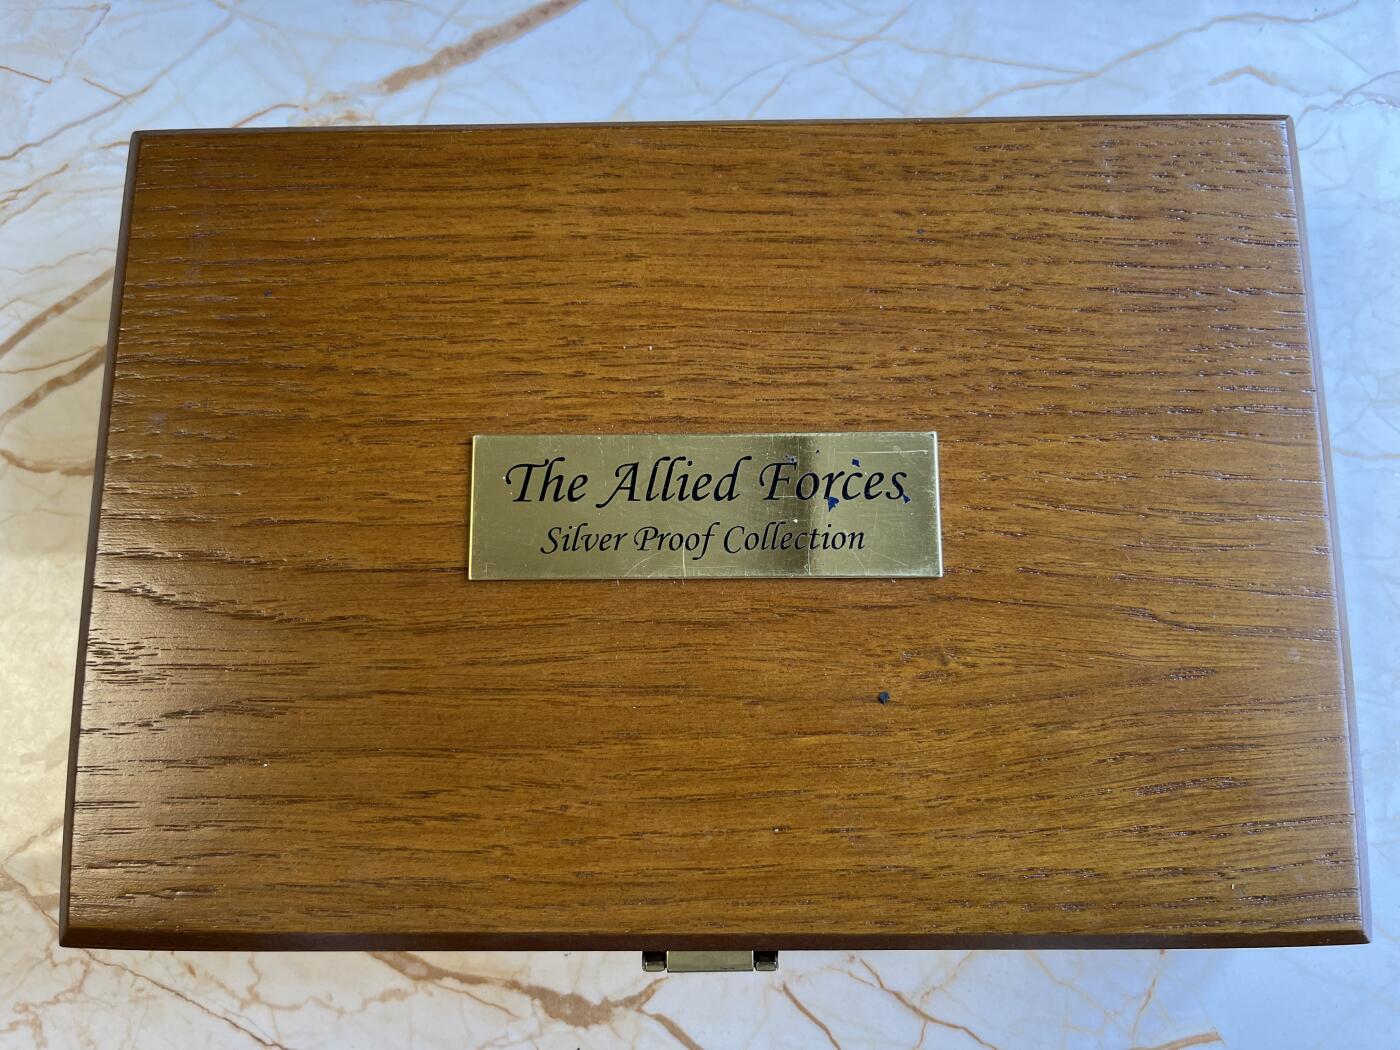 The Allied Forces
Silver Proof Collection